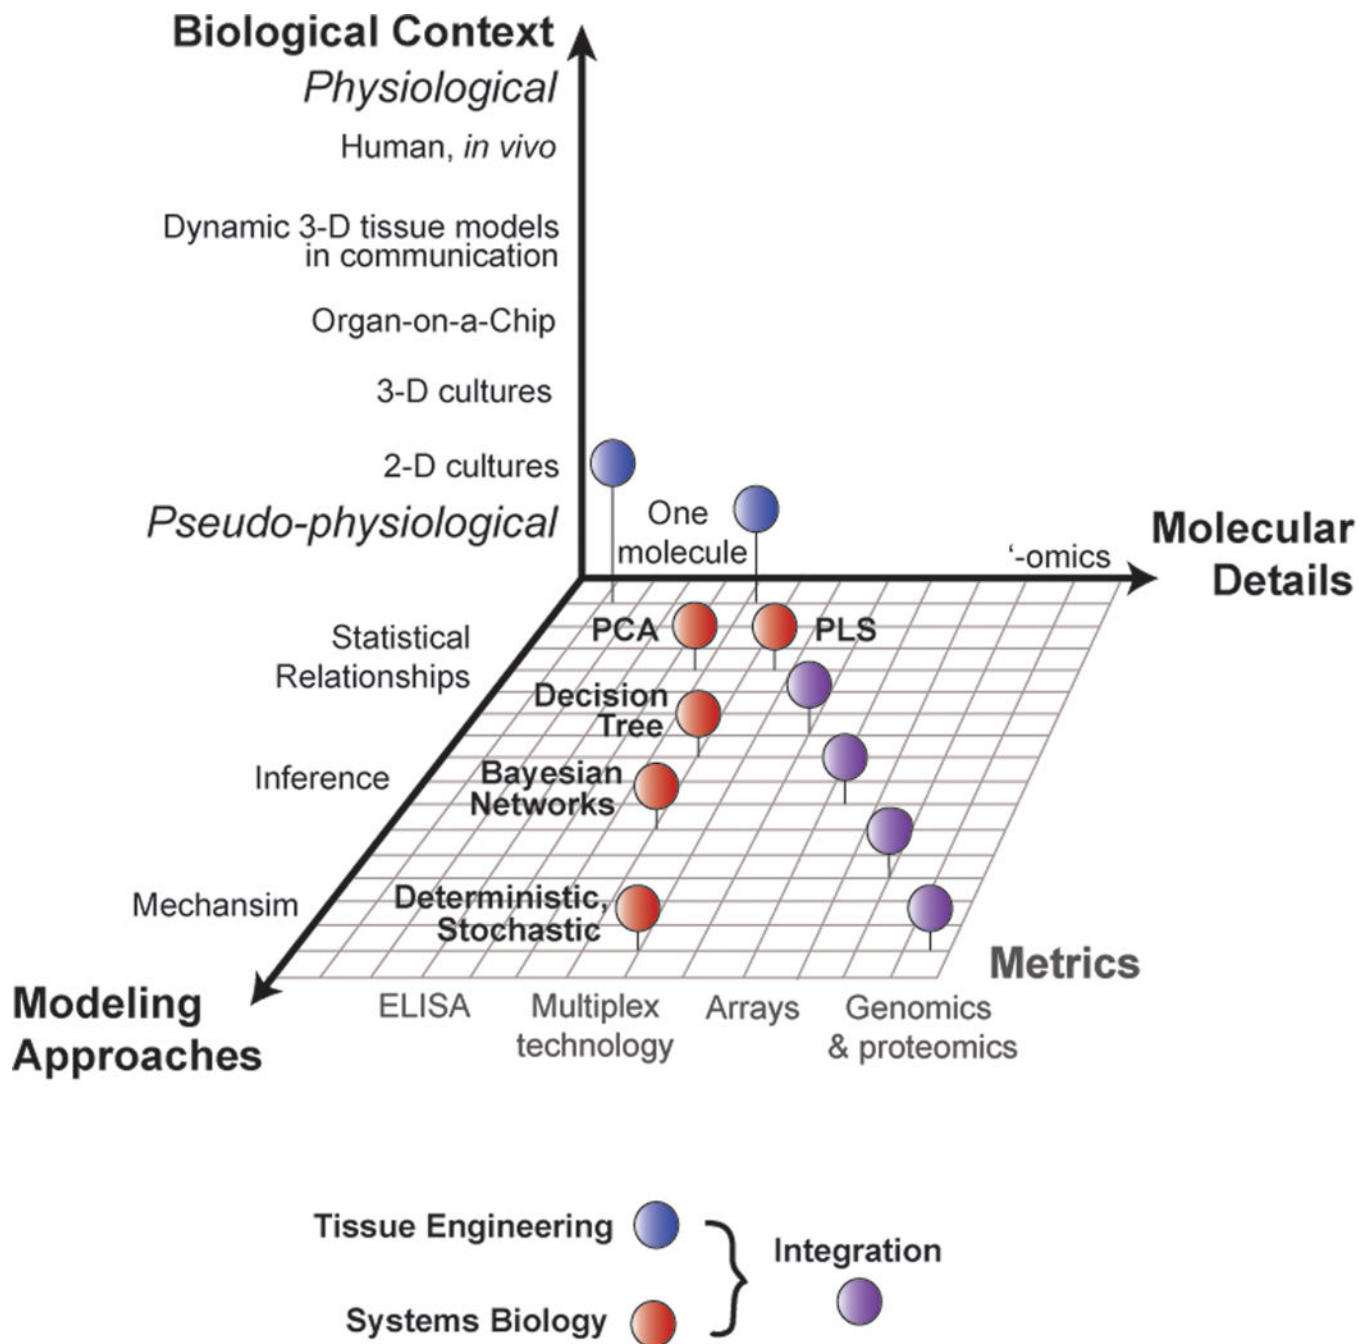 Biological Context
Physiological
Human, in vivo
Dynamic 3-D tissue models
in communication
Organ-on-a-Chip
3-D cultures
2-D cultures
Pseudo-physiological
One
molecule
‘-omics
Molecular
Details
Statistical
Relationships
PCA
PLS
Decision
Tree
Inference
Bayesian
Networks
Mechansim
Deterministic,
Stochastic
Metrics
Modeling
Approaches
ELISA
Multiplex
technology
Arrays
Genomics
& proteomics
Tissue Engineering
Integration
Systems Biology